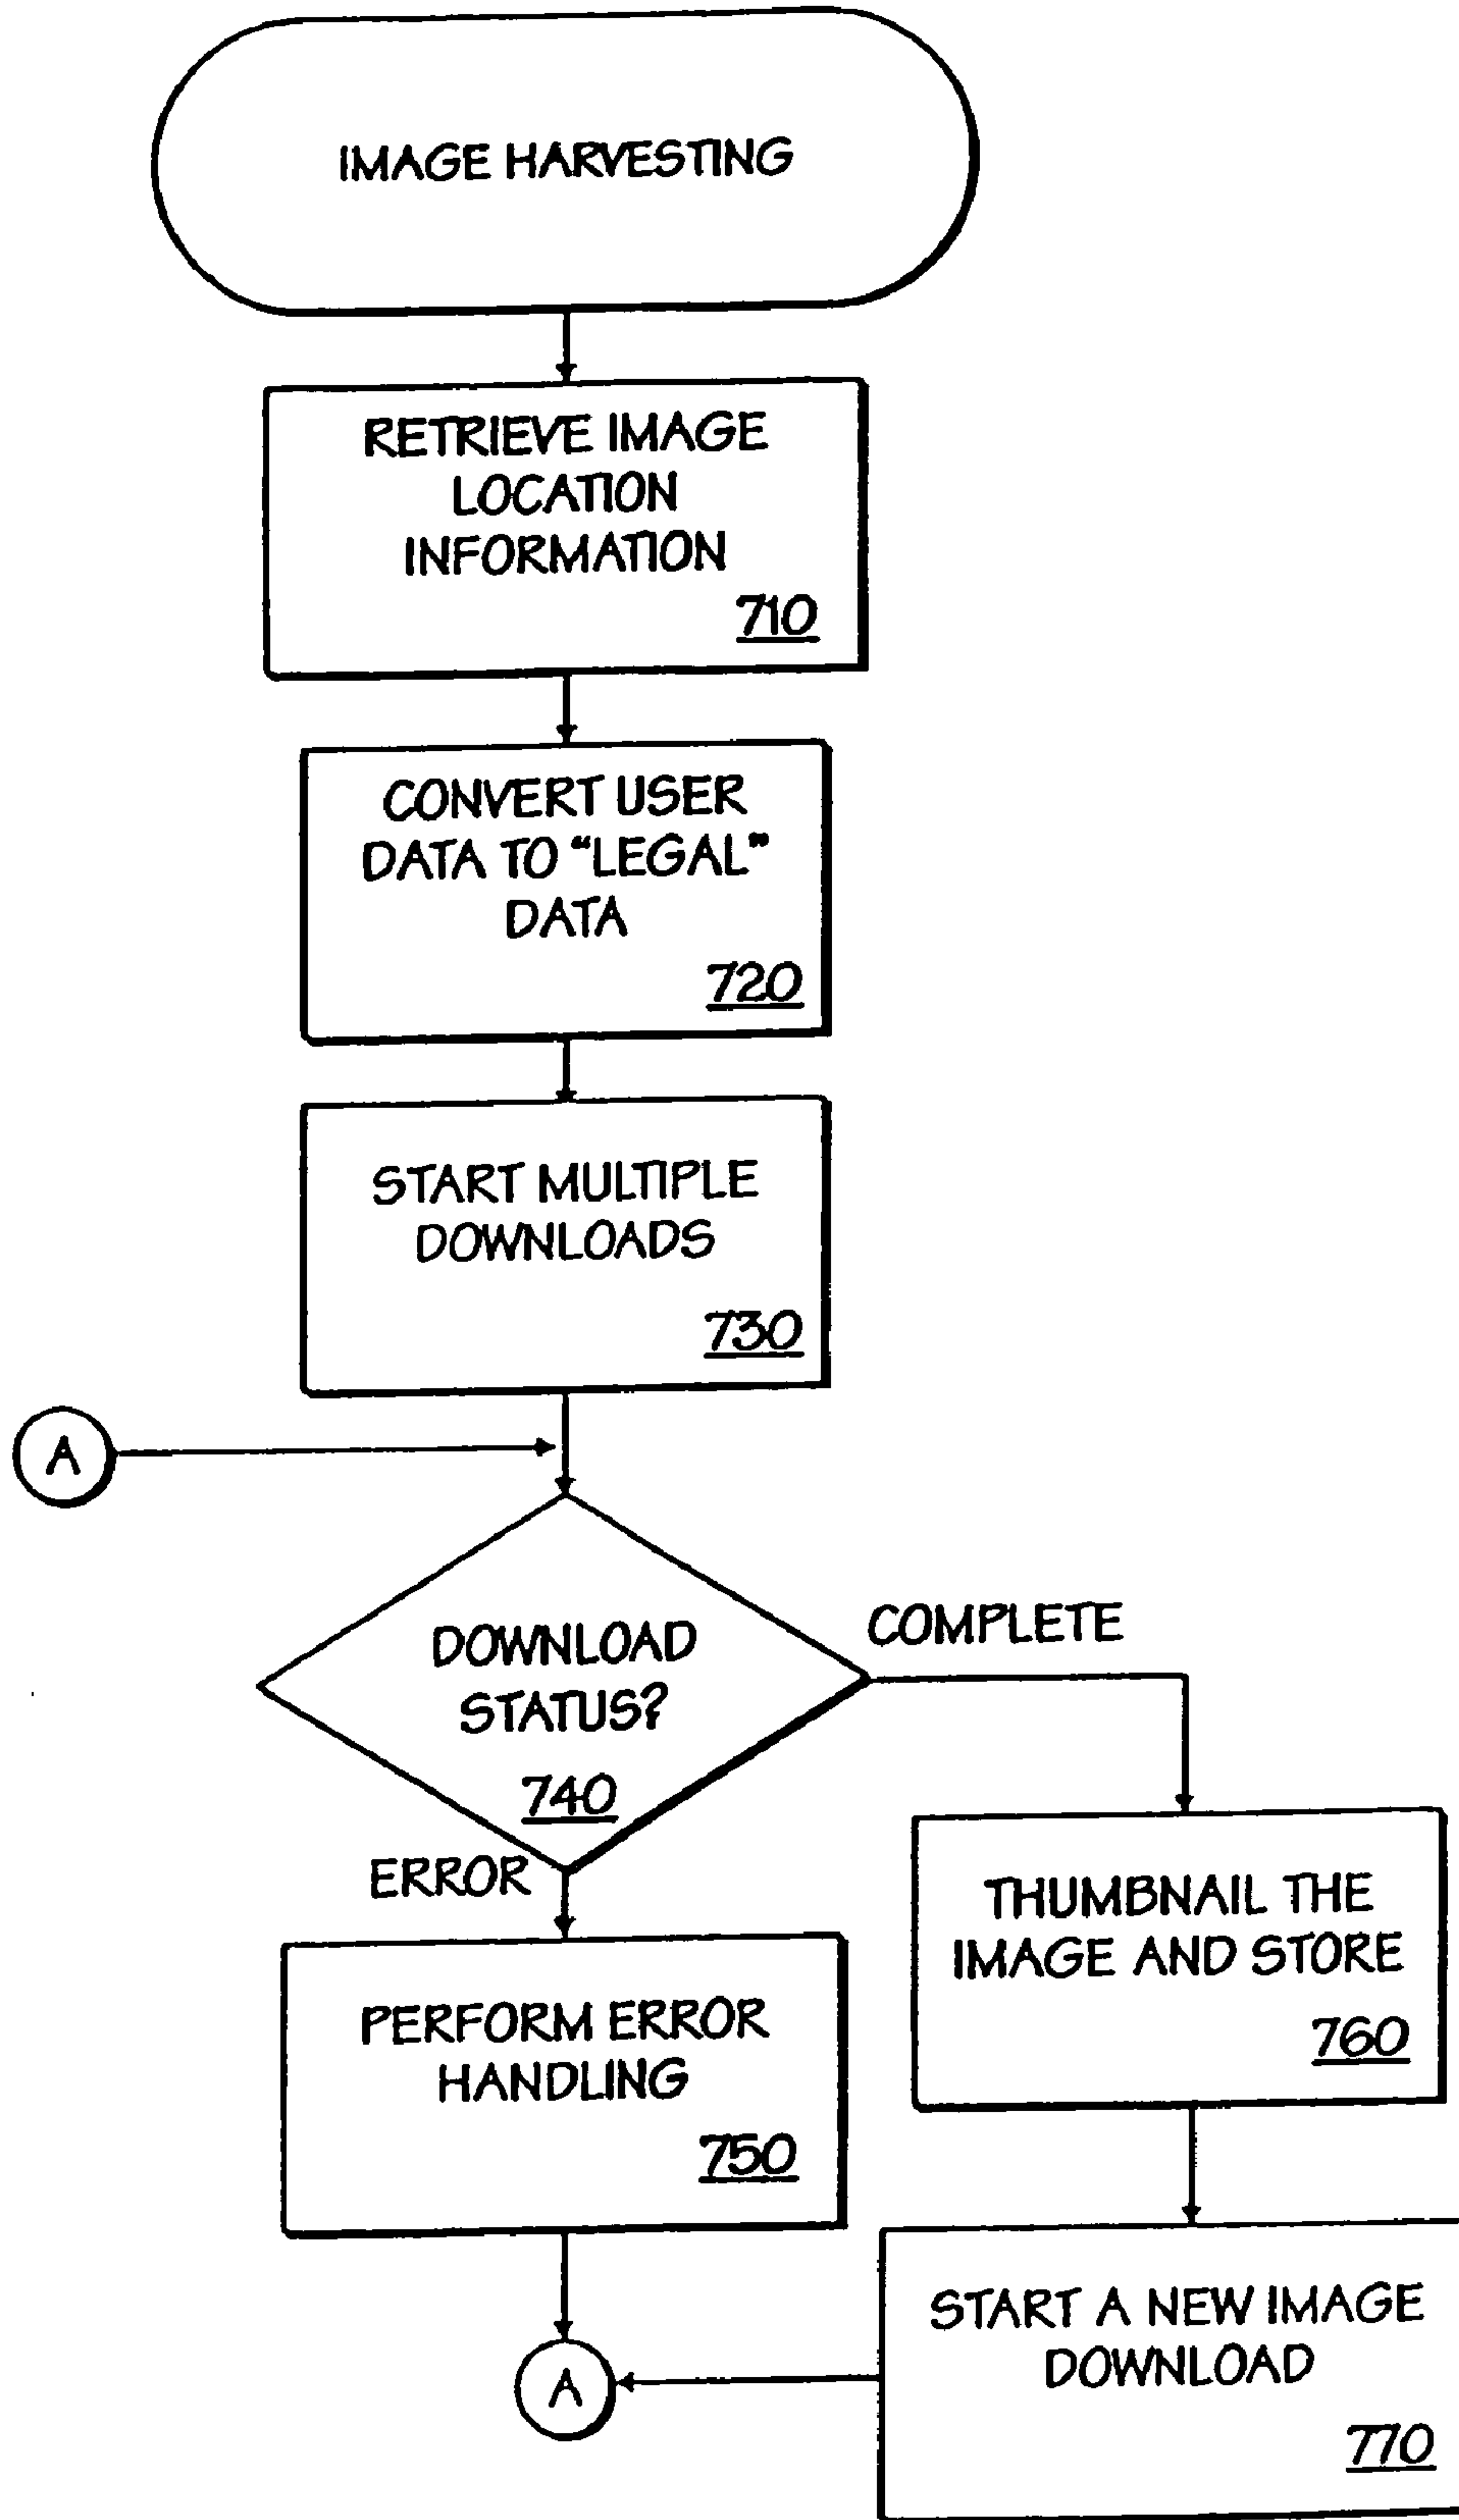 IMAGE HARVESTING
RETRIEVE IMAGE
LOCATION
INFORMATION
710
CONVERT USER
DATA TO “LEGAL”
DATA
720
START MULTIPLE
DOWNLOADS
730
A
DOWNLOAD
STATUS?
740
COMPLETE
ERROR
THUMBNAIL THE
IMAGE AND STORE
760
PERFORM ERROR
HANDLING
750
START A NEW IMAGE
DOWNLOAD
770
A